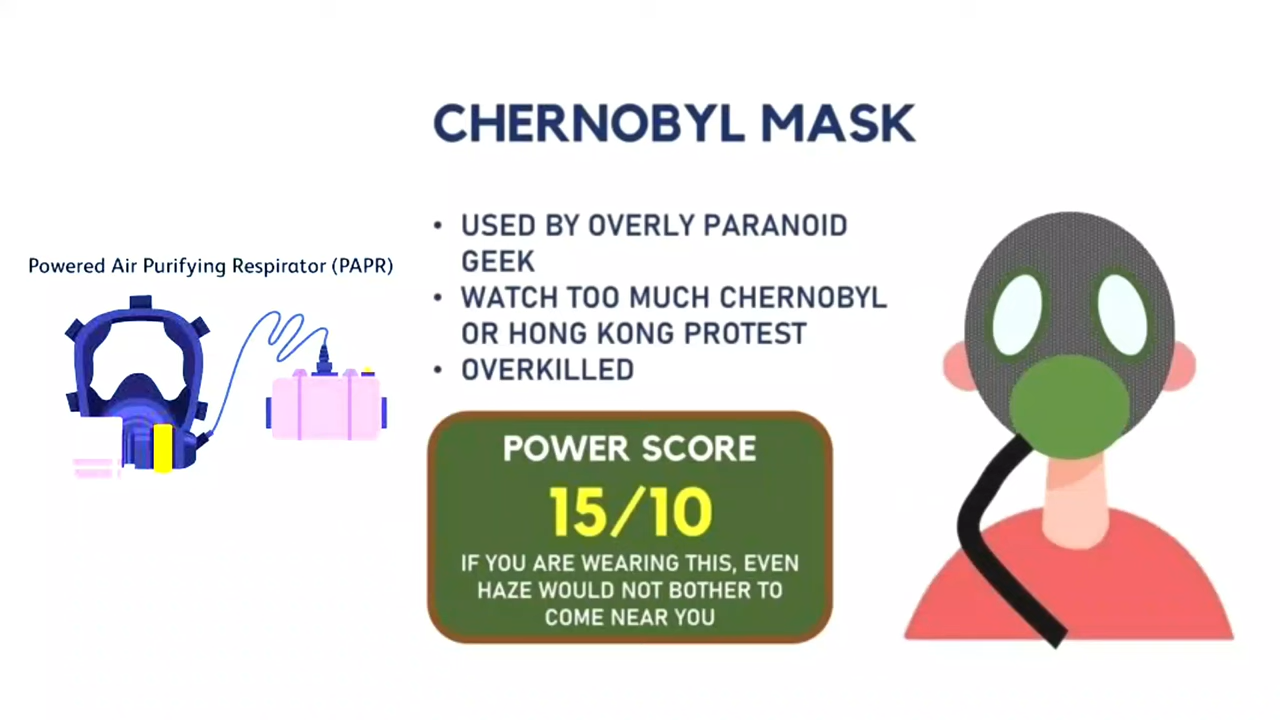 CHERNOBYL MASK
Powered Air Purifying Respirator (PAPR)
• USED BY OVERLY PARANOID
GEEK
• WATCH TOO MUCH CHERNOBYL
OR HONG KONG PROTEST
• OVERKILLED
POWER SCORE
15/10
IF YOU ARE WEARING THIS, EVEN
HAZE WOULD NOT BOTHER TO
COME NEAR YOU